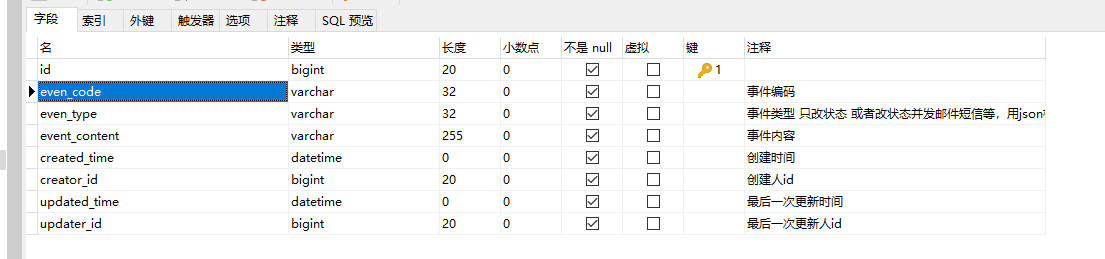 字段 索引 外键 触发器 选项 注释 SQL 预览
名 类型 长度 小数点 不是 null 虚拟 键 注释
id bigint 20 0 1
even_code varchar 32 0 事件编码
even_type varchar 32 0 事件类型 只改状态 或者改状态并发邮件短信等，用json
event_content varchar 255 0 事件内容
created_time datetime 0 0 创建时间
creator_id bigint 20 0 创建人id
updated_time datetime 0 0 最后一次更新时间
updater_id bigint 20 0 最后一次更新人id